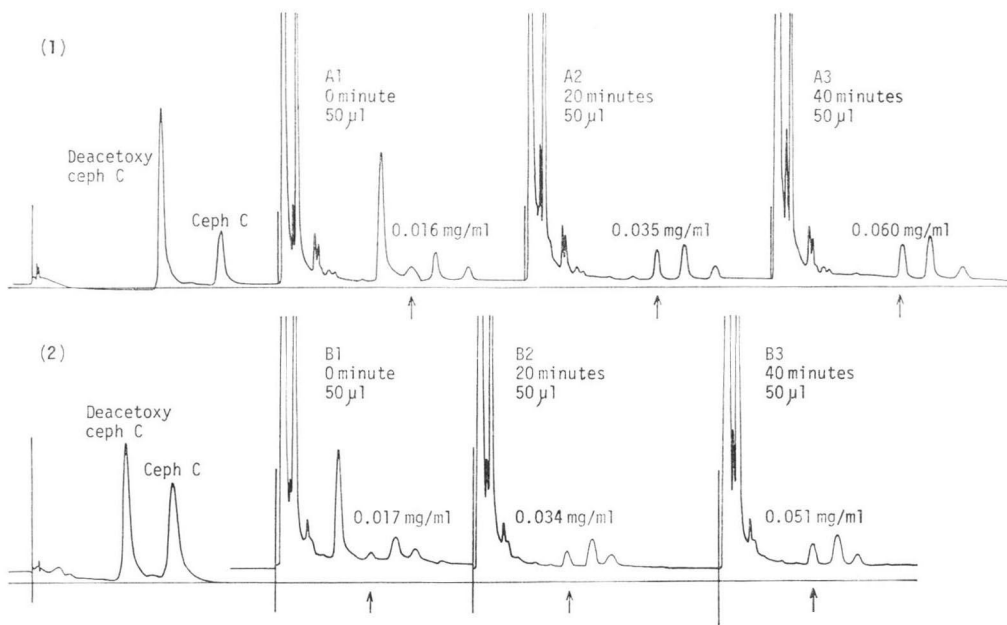 (1)
Deacetoxy
ceph C
Ceph C
A1
0 minute
50 µl
0.016 mg/ml
A2
20 minutes
50 µl
0.035 mg/ml
A3
40 minutes
50 µl
0.060 mg/ml
(2)
Deacetoxy
ceph C
Ceph C
B1
0 minute
50 µl
0.017 mg/ml
B2
20 minutes
50 µl
0.034 mg/ml
B3
40 minutes
50 µl
0.051 mg/ml